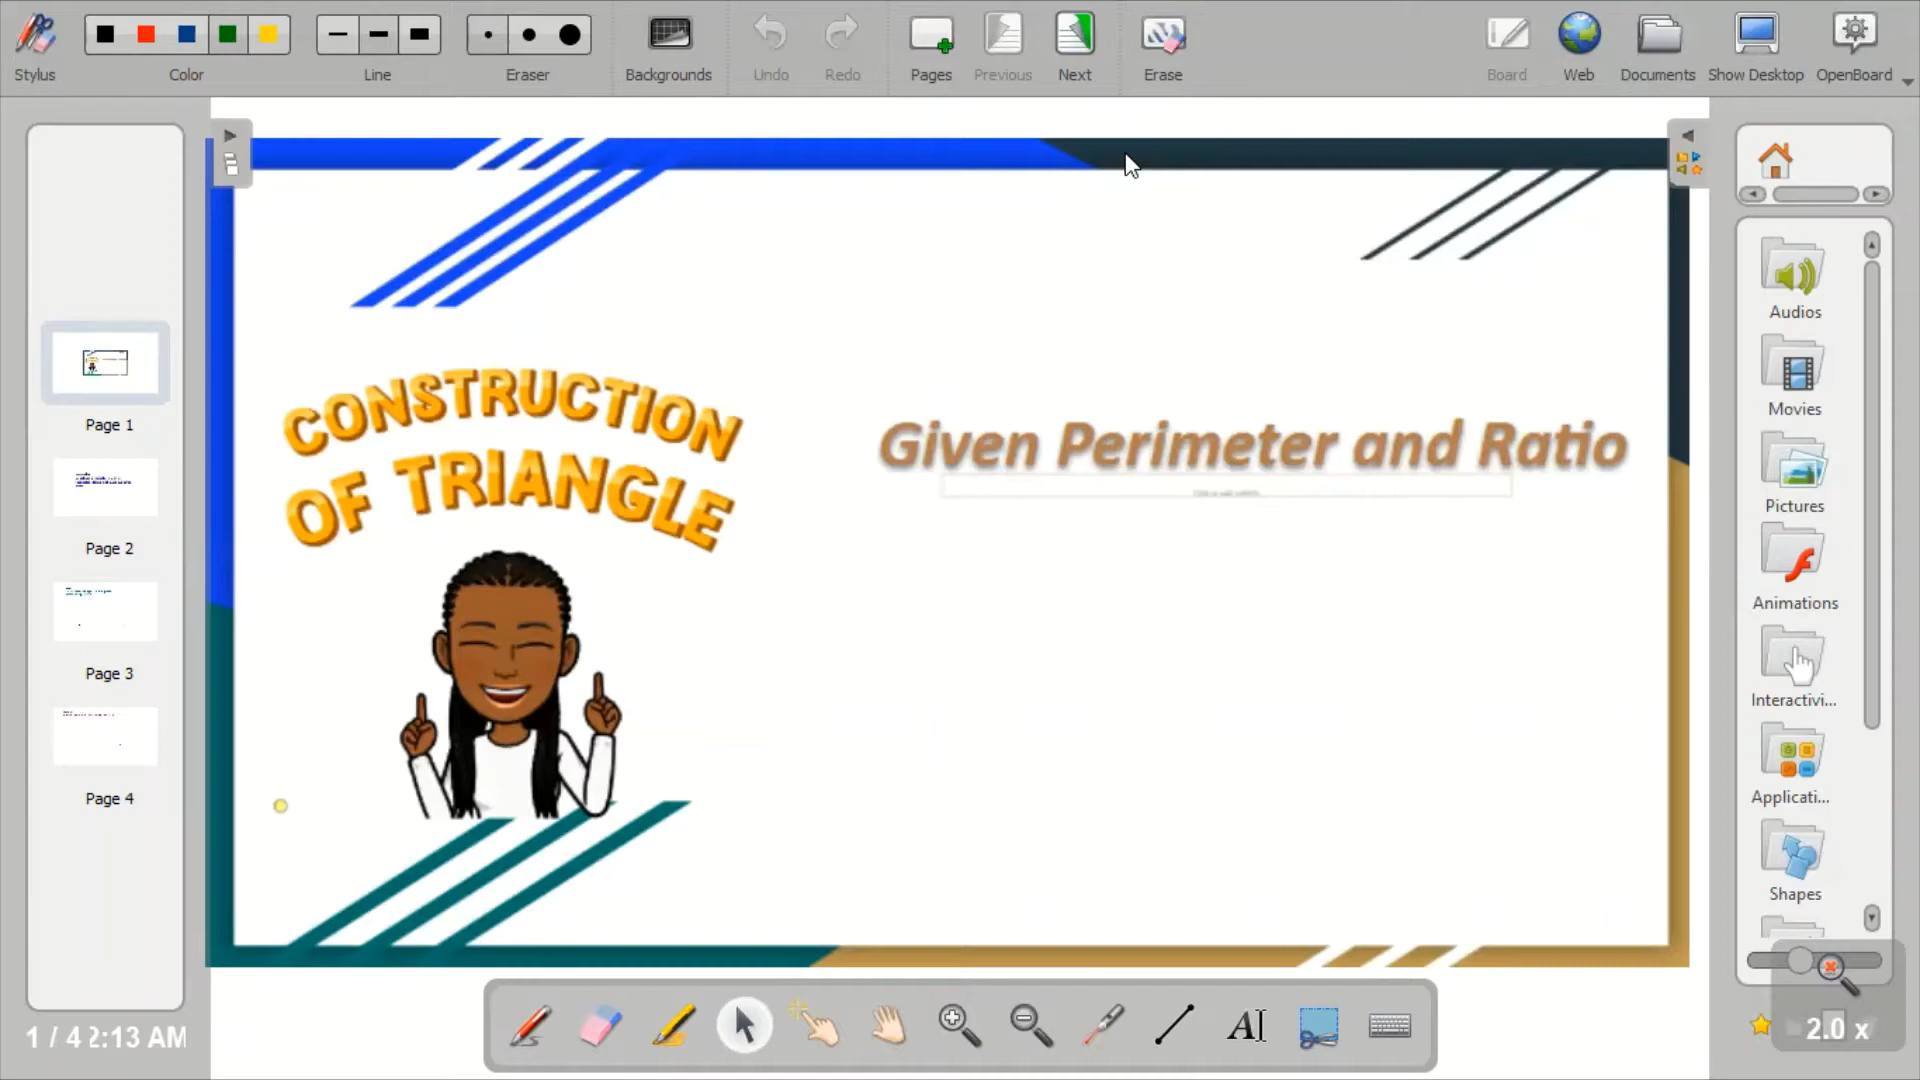 Stylus
Color
Line
Eraser
Backgrounds
Undo
Redo
Pages
Previous
Next
Erase
Board
Web
Documents
Show Desktop
OpenBoard
Page 1
Page 2
Page 3
Page 4
CONSTRUCTION
OF TRIANGLE
Given Perimeter and Ratio
Audios
Movies
Pictures
Animations
Interactivi...
Applicati...
Shapes
AI
1 / 4 2:13 AM
2.0 x